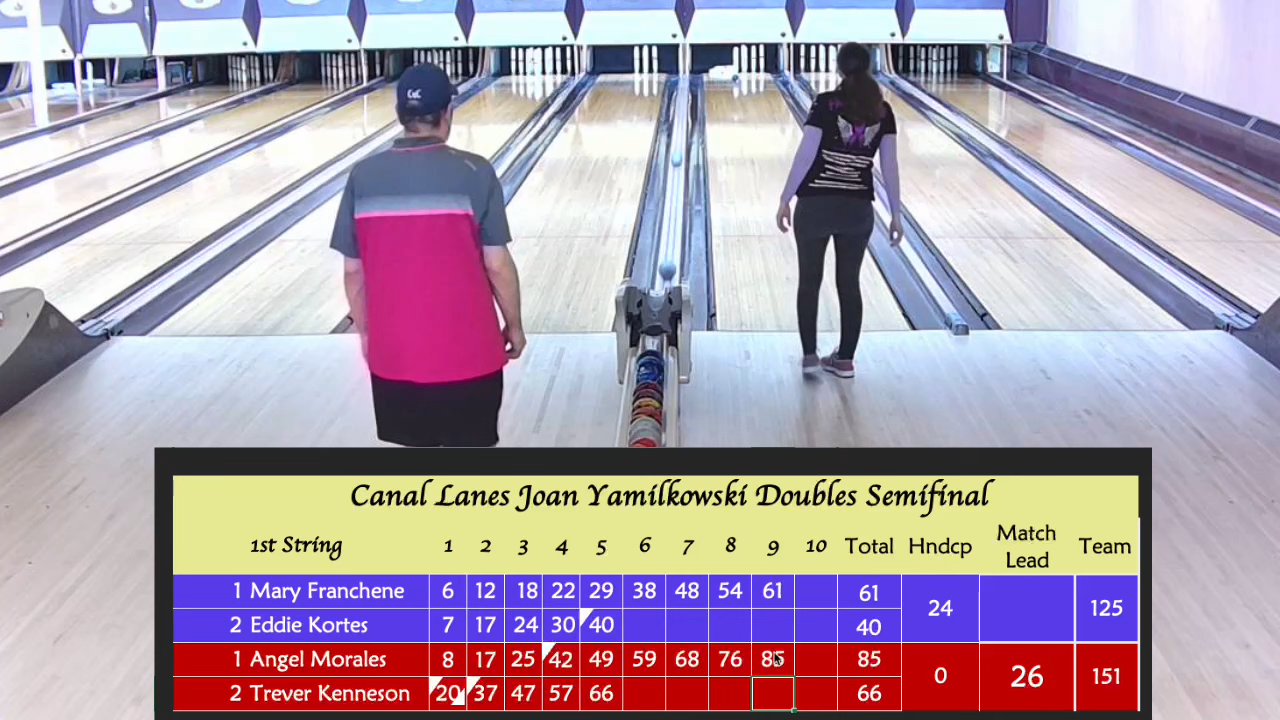 Canal Lanes Joan Yamilkowski Doubles Semifinal
1st String 1 2 3 4 5 6 7 8 9 10 Total Hndcp Match Lead Team
1 Mary Franchene 6 12 18 22 29 38 48 54 61 61 24 125
2 Eddie Kortes 7 17 24 30 40 40
1 Angel Morales 8 17 25 42 49 59 68 76 85 85 0 26 151
2 Trever Kenneson 20 37 47 57 66 66